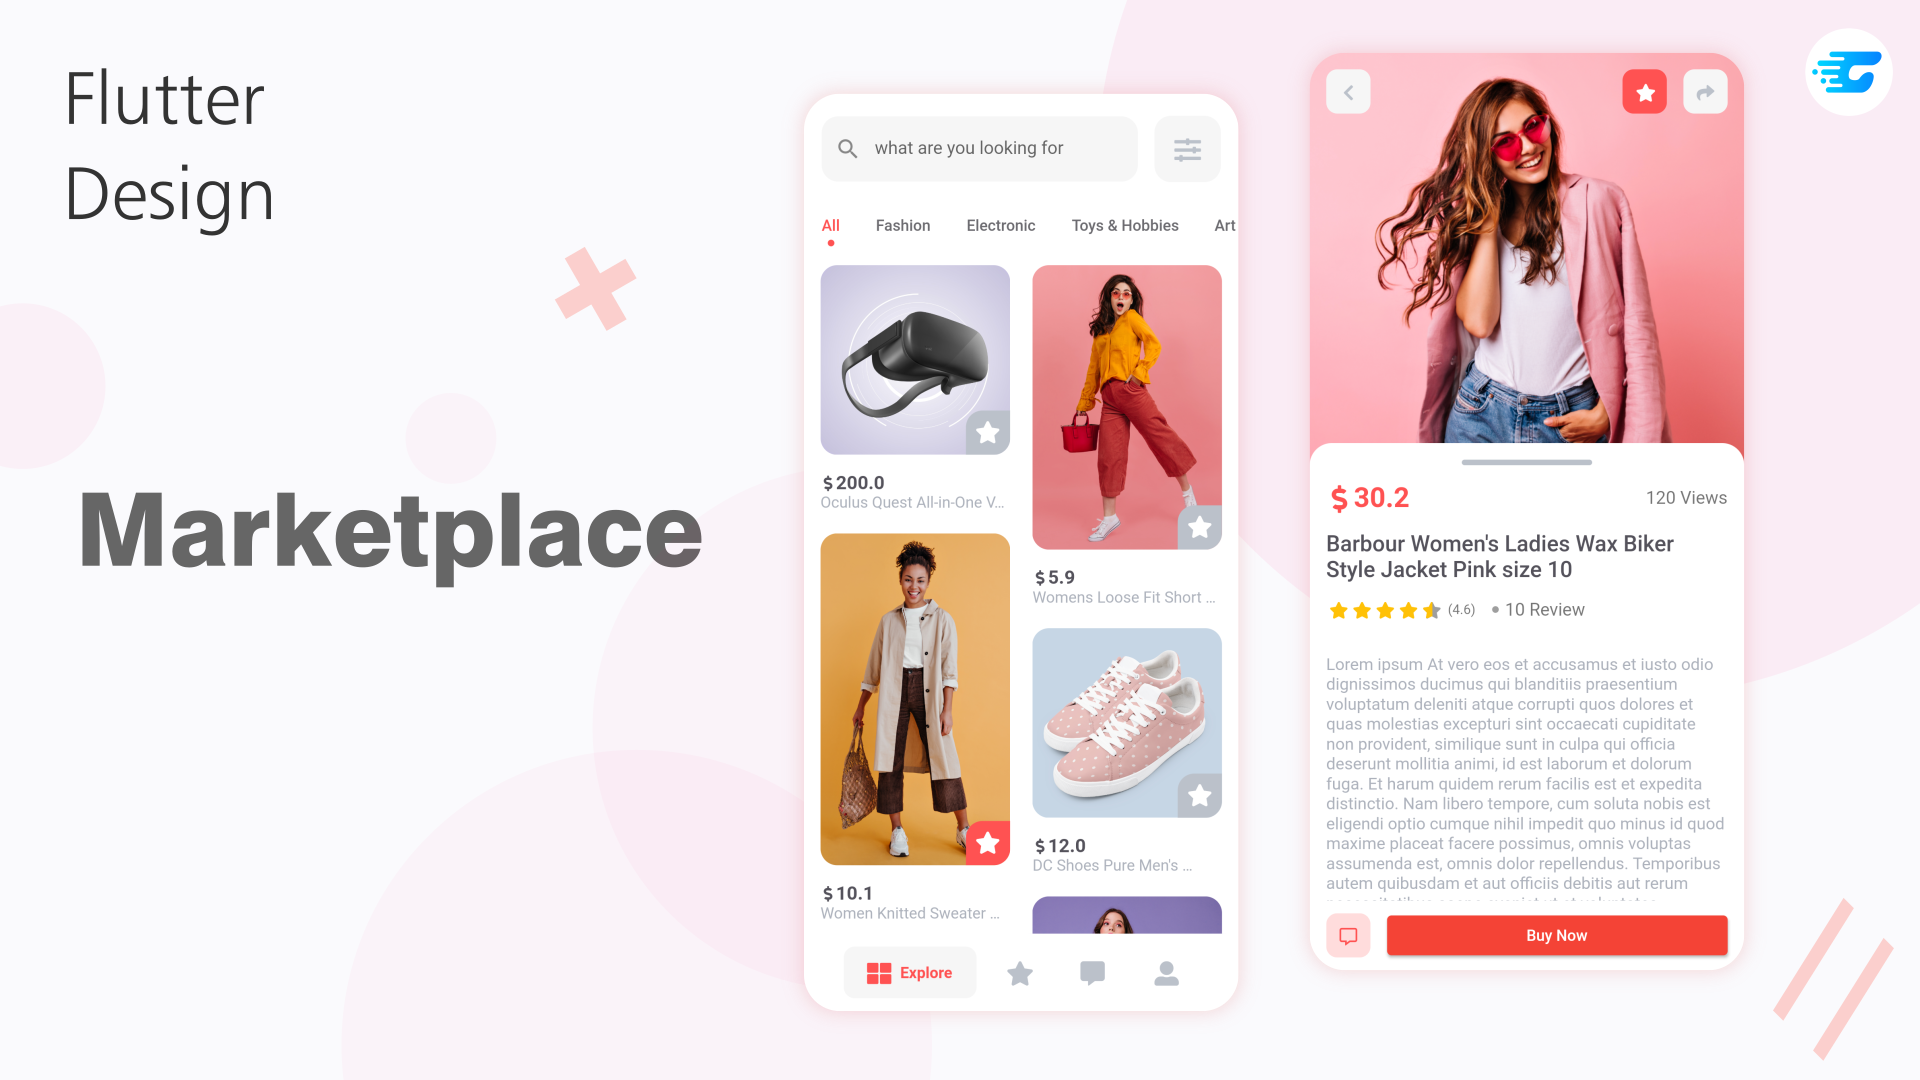 Flutter
Design
Marketplace
what are you looking for
All Fashion Electronic Toys & Hobbies Art
$ 200.0
Oculus Quest All-in-One V...
$ 5.9
Womens Loose Fit Short ...
$ 10.1
Women Knitted Sweater ...
$ 12.0
DC Shoes Pure Men's ...
Explore
$ 30.2
120 Views
Barbour Women's Ladies Wax Biker
Style Jacket Pink size 10
(4.6) • 10 Review
Lorem ipsum At vero eos et accusamus et iusto odio
dignissimos ducimus qui blanditiis praesentium
voluptatum deleniti atque corrupti quos dolores et
quas molestias excepturi sint occaecati cupiditate
non provident, similique sunt in culpa qui officia
deserunt mollitia animi, id est laborum et dolorum
fuga. Et harum quidem rerum facilis est et expedita
distinctio. Nam libero tempore, cum soluta nobis est
eligendi optio cumque nihil impedit quo minus id quod
maxime placeat facere possimus, omnis voluptas
assumenda est, omnis dolor repellendus. Temporibus
autem quibusdam et aut officiis debitis aut rerum
Buy Now